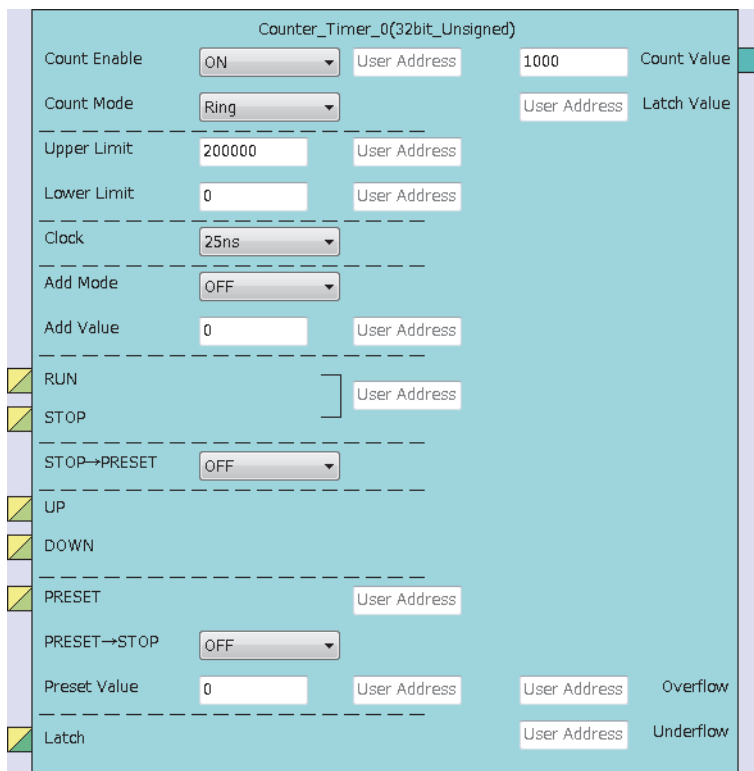 Counter_Timer_0(32bit_Unsigned)
Count Enable ON User Address 1000 Count Value
Count Mode Ring User Address Latch Value
Upper Limit 200000 User Address
Lower Limit 0 User Address
Clock 25ns
Add Mode OFF
Add Value 0 User Address
RUN
User Address
STOP
STOP→PRESET OFF
UP
DOWN
PRESET User Address
PRESET→STOP OFF
Preset Value 0 User Address User Address Overflow
Latch User Address Underflow